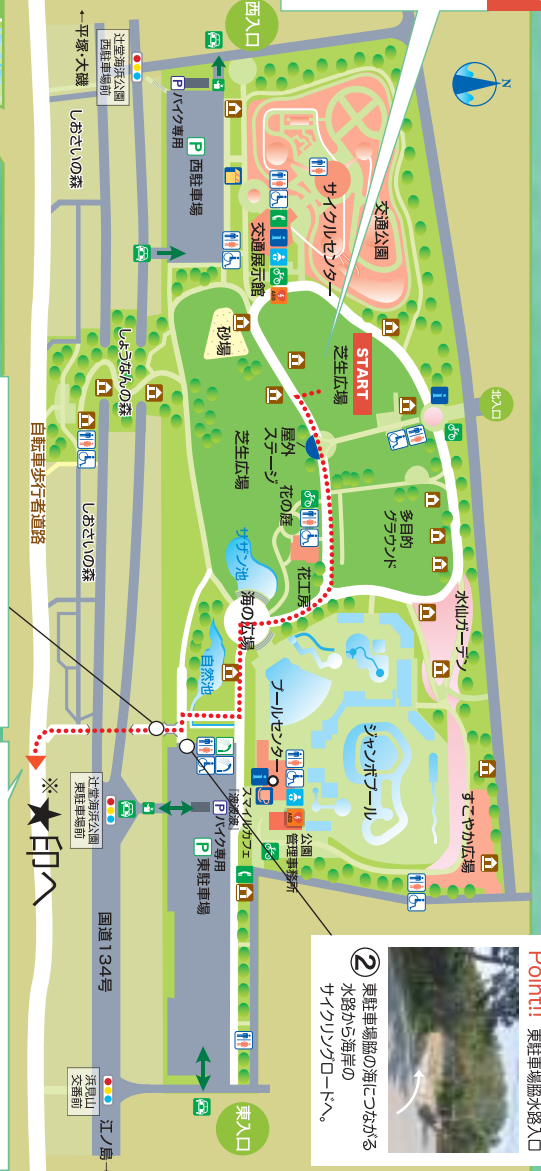 Point!! 東駐車場脇水路入口
② 東駐車場脇の海につながる
水路から海岸の
サイクリングロードへ。
N
西入口
北入口
東入口
←平塚・大磯
辻堂海浜公園
西駐車場前
P バイク専用
P 西駐車場
しおさいの森
交通公園
サイクルセンター
交通展示館
AED
砂場
START
芝生広場
しょうなんの森
屋外
ステージ
芝生広場
花の庭
多目的
グラウンド
自転車歩行者道路
しおさいの森
ザザン池
花工房
海の広場
水仙ガーデン
自然池
プールセンター
ジャンボプール
すこやか広場
スマイルカフェ
公園
管理事務所
AED
P バイク専用
P 東駐車場
辻堂海浜公園
東駐車場前
※
★印へ
国道134号
浜見山
交番前
江ノ島→